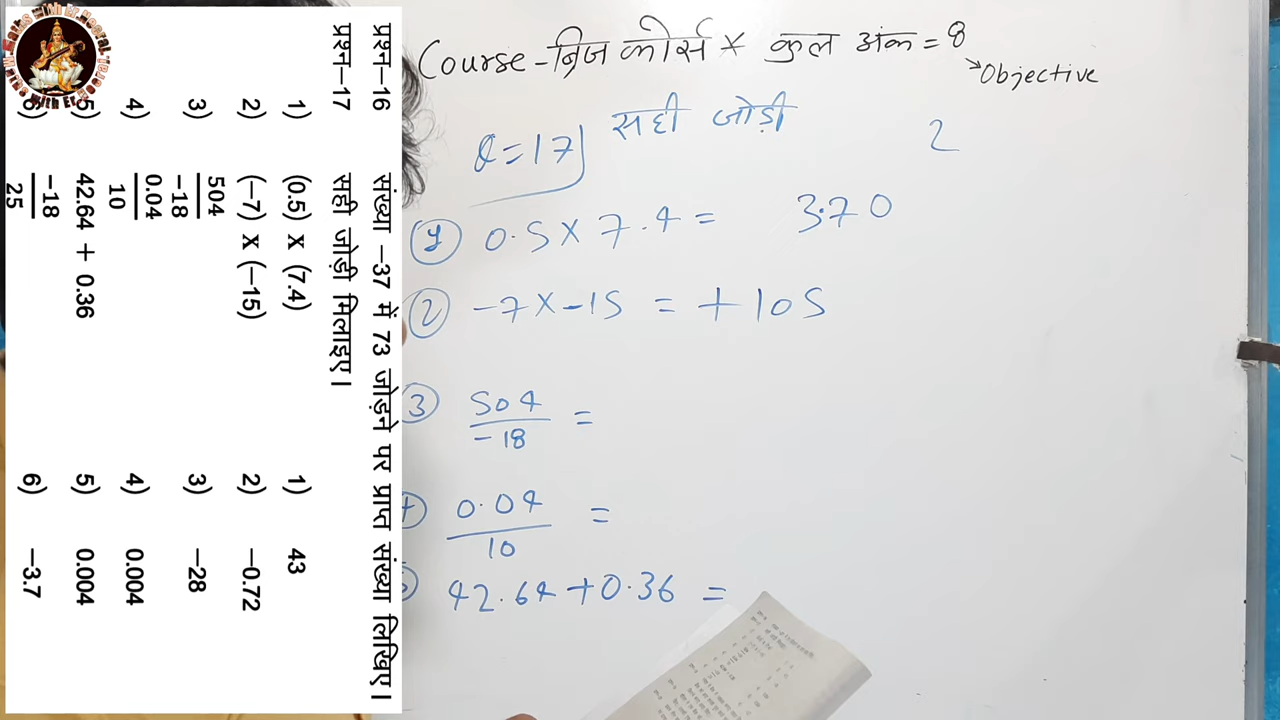 Course - ब्रिज कोर्स * कुल अंक = 8
→ Objective
Q = 17 सही जोड़ी
2
1 0.5 X 7.4 = 3.70
2 -7 X -15 = +105
3 504/-18 =
0.04/10 =
42.64 + 0.36 =
प्रश्न–16 संख्या –37 में 73 जोड़ने पर प्राप्त संख्या लिखिए।
प्रश्न–17 सही जोड़ी मिलाइए।
1) (0.5) X (7.4) 1) 43
2) (–7) X (–15) 2) –0.72
3) 504/–18 3) –28
4) 0.04/10 4) 0.004
5) 42.64 + 0.36 5) 0.004
6) –18/25 6) –3.7